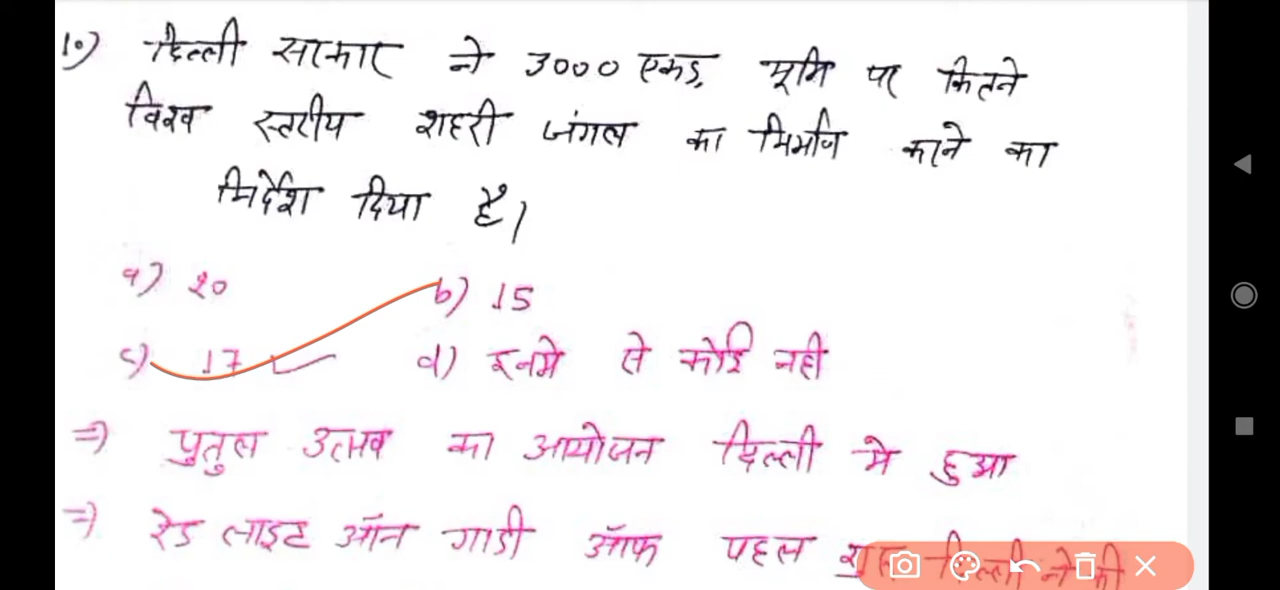 10) दिल्ली सरकार ने 3000 एकड़ भूमि पर कितने
विश्व स्तरीय शहरी जंगल का निर्माण करने का
निर्देश दिया है।
a) 20 b) 15
c) 17 d) इनमे से कोई नही
⇒ पुतुल उत्सव का आयोजन दिल्ली मे हुआ
⇒ रेड लाइट ऑन गाडी ऑफ पहल शुरू दिल्ली ने की